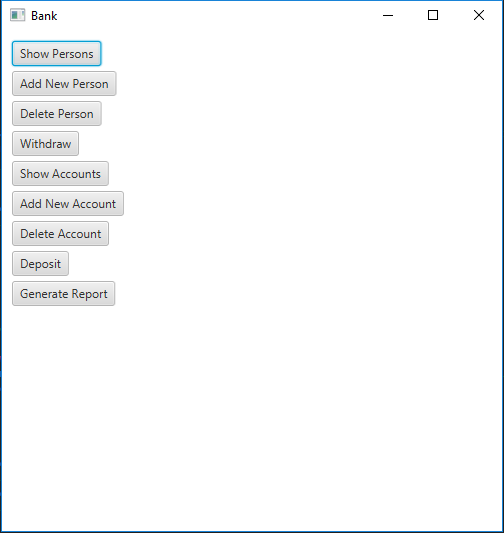 Bank
Show Persons
Add New Person
Delete Person
Withdraw
Show Accounts
Add New Account
Delete Account
Deposit
Generate Report